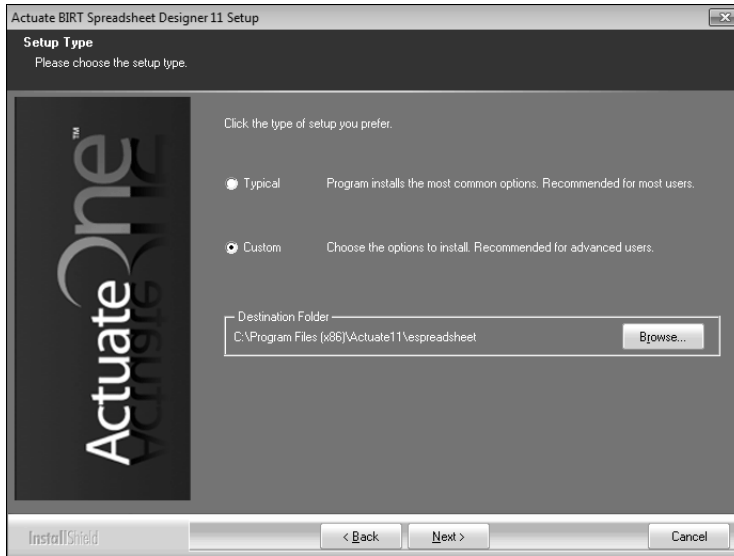 Actuate BIRT Spreadsheet Designer 11 Setup
Setup Type
Please choose the setup type.
Click the type of setup you prefer.
Typical Program installs the most common options. Recommended for most users.
Custom Choose the options to install. Recommended for advanced users.
Destination Folder
C:\Program Files (x86)\Actuate11\espreadsheet
Browse...
ActuateOne™
InstallShield
< Back
Next >
Cancel